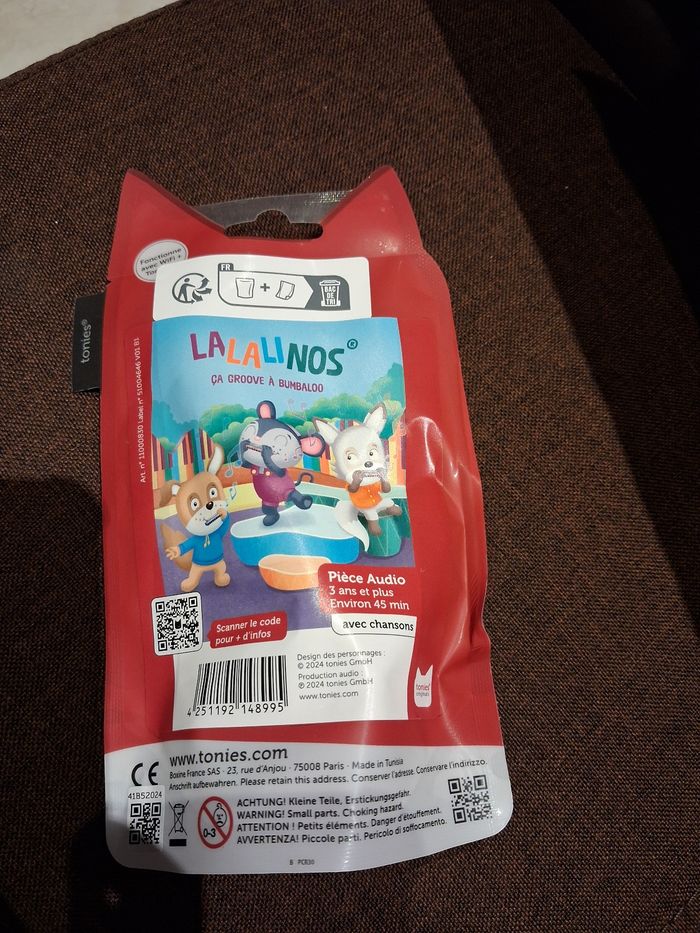 Fonctionne
avec WiFi +
tonies®
FR
+
BAC
DE
TRI
Art. n° 11000830 Label n° 51004646 V01 B1
LALALINOS®
ÇA GROOVE À BUMBALOO
Pièce Audio
3 ans et plus
Environ 45 min
avec chansons
Scanner le code
pour + d'infos
Design des personnages :
© 2024 tonies GmbH
Production audio :
℗ 2024 tonies GmbH
www.tonies.com
4 251192 148995
tonies®
originals
www.tonies.com
Boxine France SAS · 23, rue d'Anjou · 75008 Paris · Made in Tunisia
Anschrift aufbewahren. Please retain this address. Conserver l'adresse. Conservare l'indirizzo.
CE
41B52024
0-3
ACHTUNG! Kleine Teile, Erstickungsgefahr.
WARNING! Small parts. Choking hazard.
ATTENTION ! Petits éléments. Danger d'étouffement.
AVVERTENZA! Piccole parti. Pericolo di soffocamento.
B PCR30